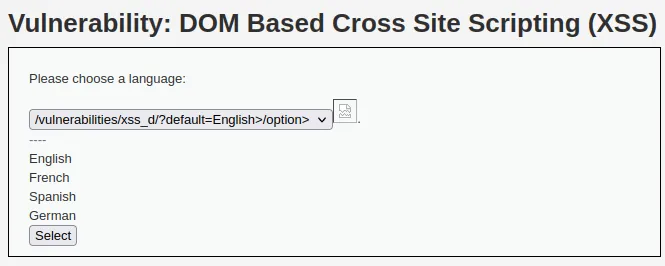 Vulnerability: DOM Based Cross Site Scripting (XSS)
Please choose a language:
/vulnerabilities/xss_d/?default=English>/option> .
----
English
French
Spanish
German
Select